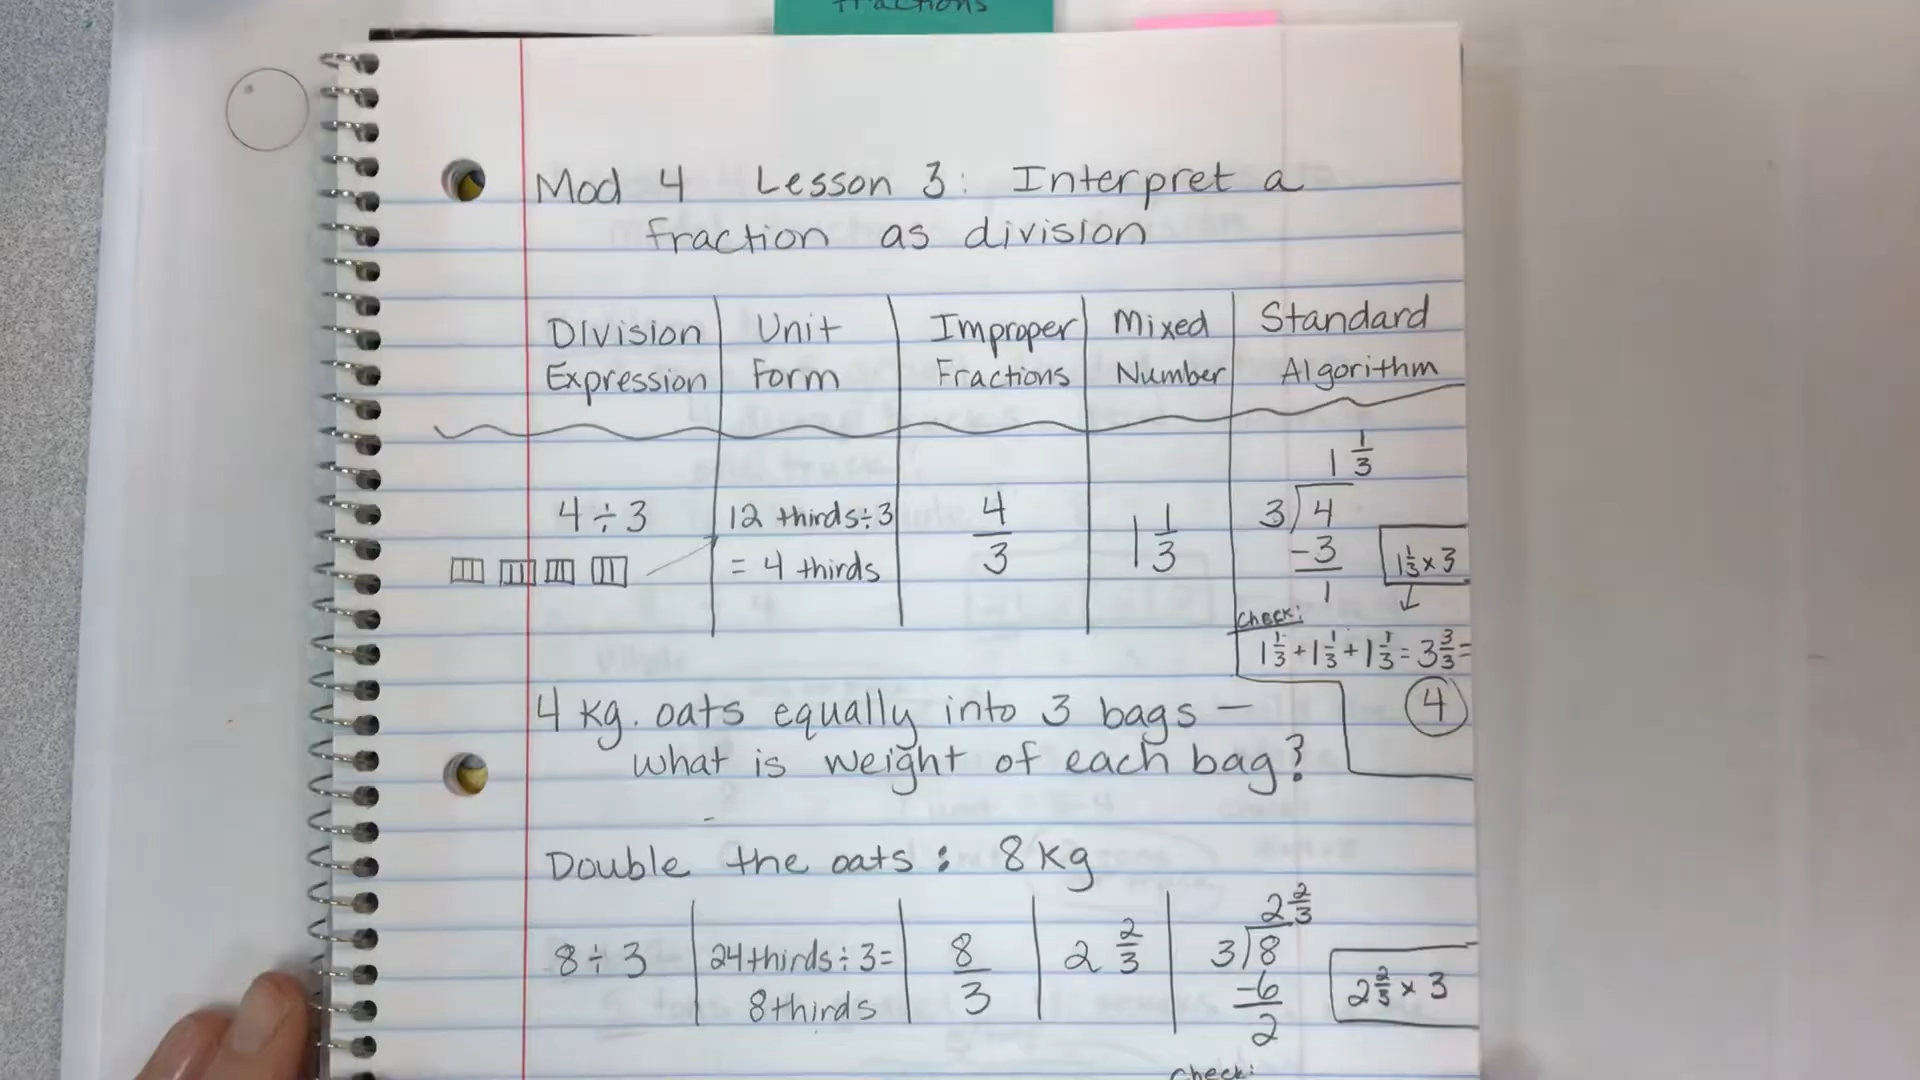 fractions
Mod 4 Lesson 3: Interpret a
fraction as division
Division Expression | Unit Form | Improper Fractions | Mixed Number | Standard Algorithm
4÷3
12 thirds÷3
= 4 thirds
4/3
1 1/3
1 1/3
3)4
-3
1
1 1/3 × 3
Check:
1 1/3 + 1 1/3 + 1 1/3 = 3 3/3 =
4
4 kg. oats equally into 3 bags –
what is weight of each bag?
Double the oats: 8 kg
8÷3
24 thirds÷3=
8 thirds
8/3
2 2/3
2 2/3
3)8
-6
2
2 2/3 × 3
Check: